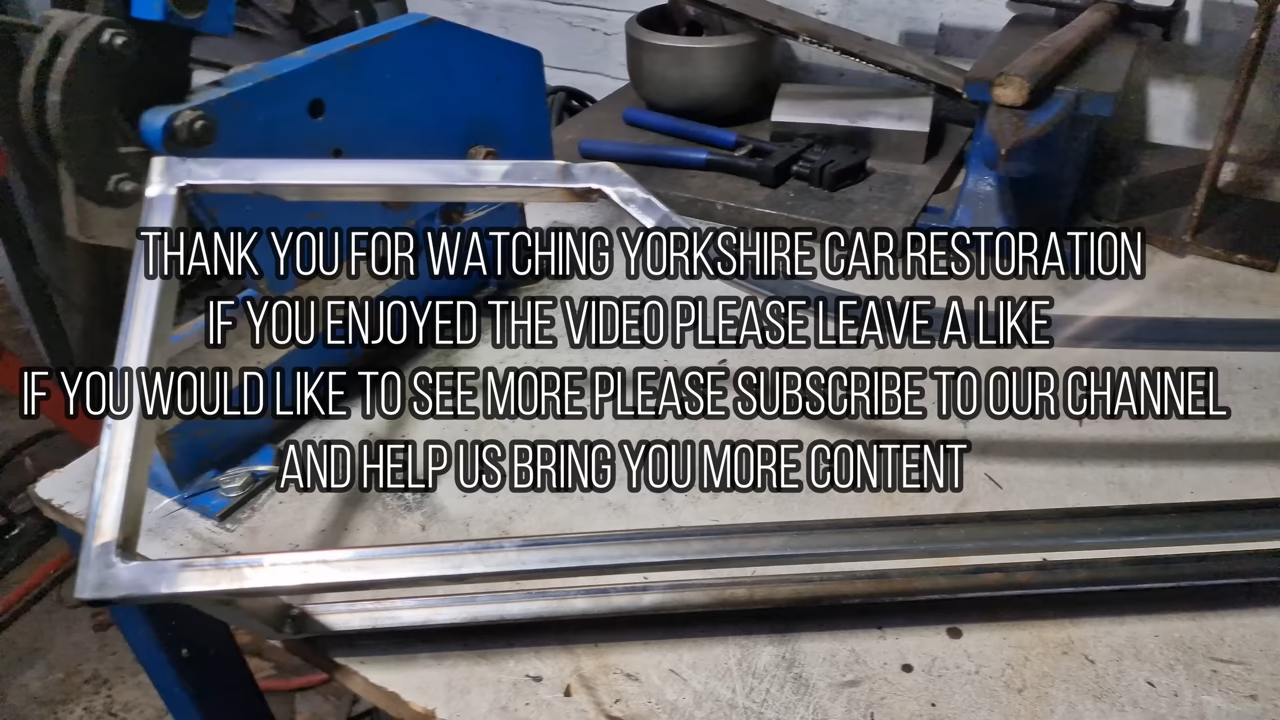 THANK YOU FOR WATCHING YORKSHIRE CAR RESTORATION
IF YOU ENJOYED THE VIDEO PLEASE LEAVE A LIKE
IF YOU WOULD LIKE TO SEE MORE PLEASE SUBSCRIBE TO OUR CHANNEL
AND HELP US BRING YOU MORE CONTENT